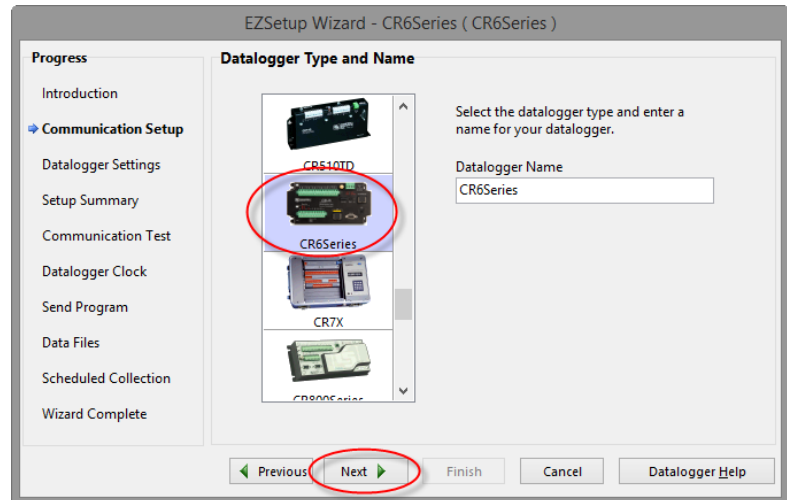 EZSetup Wizard - CR6Series ( CR6Series )
Progress
Introduction
Communication Setup
Datalogger Settings
Setup Summary
Communication Test
Datalogger Clock
Send Program
Data Files
Scheduled Collection
Wizard Complete
Datalogger Type and Name
CR510TD
CR6Series
CR7X
CR800Series
Select the datalogger type and enter a
name for your datalogger.
Datalogger Name
CR6Series
Previous
Next
Finish
Cancel
Datalogger Help